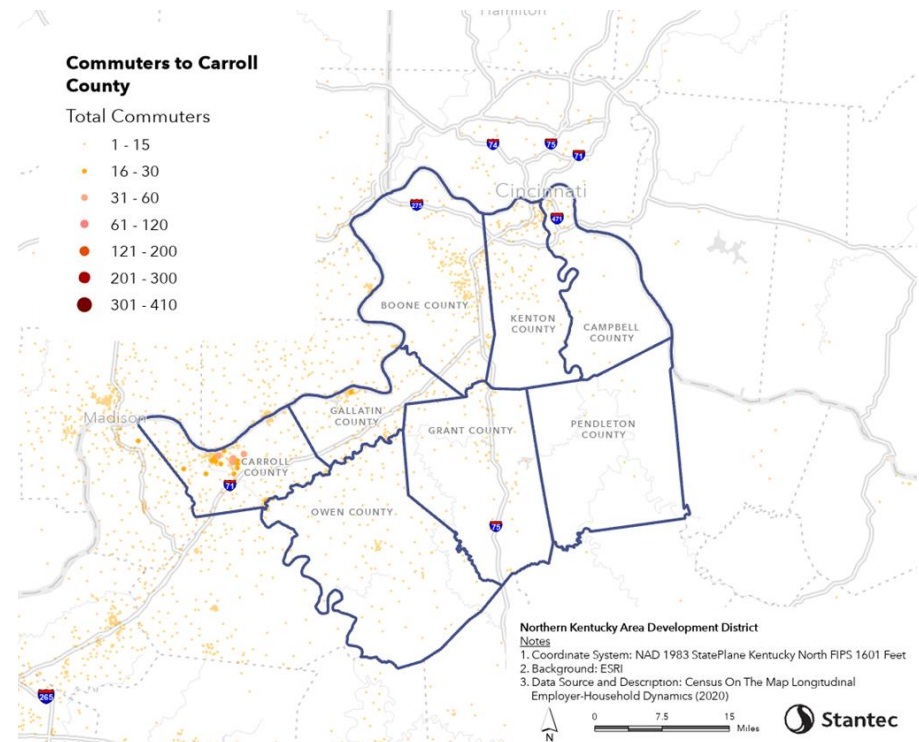 Hamilton
Commuters to Carroll
County
Total Commuters
1 - 15
16 - 30
31 - 60
61 - 120
121 - 200
201 - 300
301 - 410
74
75
71
Cincinnati
275
471
BOONE COUNTY
KENTON
COUNTY
CAMPBELL
COUNTY
Madison
GALLATIN
COUNTY
GRANT COUNTY
PENDLETON
COUNTY
CARROLL
COUNTY
71
OWEN COUNTY
75
265
Northern Kentucky Area Development District
Notes
1. Coordinate System: NAD 1983 StatePlane Kentucky North FIPS 1601 Feet
2. Background: ESRI
3. Data Source and Description: Census On The Map Longitudinal
Employer-Household Dynamics (2020)
N
0 7.5 15
Miles
Stantec